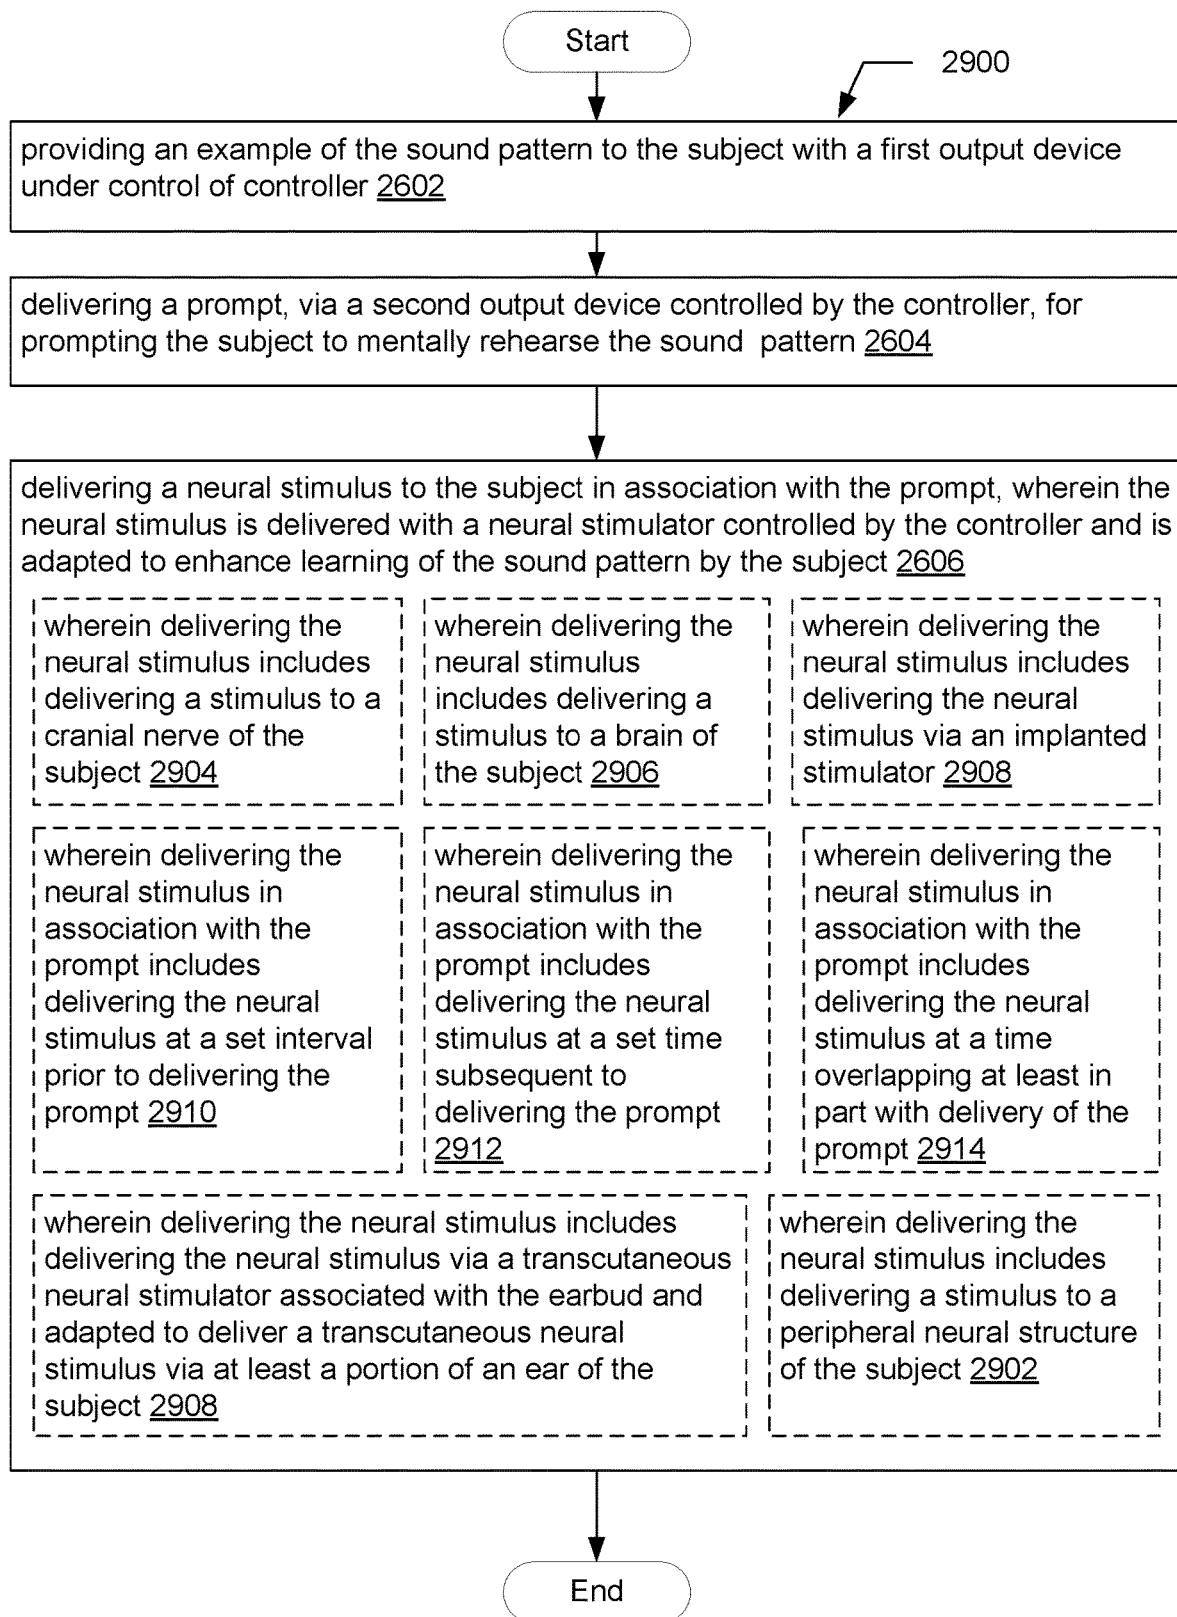 Start
2900
providing an example of the sound pattern to the subject with a first output device
under control of controller 2602
delivering a prompt, via a second output device controlled by the controller, for
prompting the subject to mentally rehearse the sound pattern 2604
delivering a neural stimulus to the subject in association with the prompt, wherein the
neural stimulus is delivered with a neural stimulator controlled by the controller and is
adapted to enhance learning of the sound pattern by the subject 2606
wherein delivering the
neural stimulus includes
delivering a stimulus to a
cranial nerve of the
subject 2904
wherein delivering the
neural stimulus
includes delivering a
stimulus to a brain of
the subject 2906
wherein delivering the
neural stimulus includes
delivering the neural
stimulus via an implanted
stimulator 2908
wherein delivering the
neural stimulus in
association with the
prompt includes
delivering the neural
stimulus at a set interval
prior to delivering the
prompt 2910
wherein delivering the
neural stimulus in
association with the
prompt includes
delivering the neural
stimulus at a set time
subsequent to
delivering the prompt
2912
wherein delivering the
neural stimulus in
association with the
prompt includes
delivering the neural
stimulus at a time
overlapping at least in
part with delivery of the
prompt 2914
wherein delivering the neural stimulus includes
delivering the neural stimulus via a transcutaneous
neural stimulator associated with the earbud and
adapted to deliver a transcutaneous neural
stimulus via at least a portion of an ear of the
subject 2908
wherein delivering the
neural stimulus includes
delivering a stimulus to a
peripheral neural structure
of the subject 2902
End